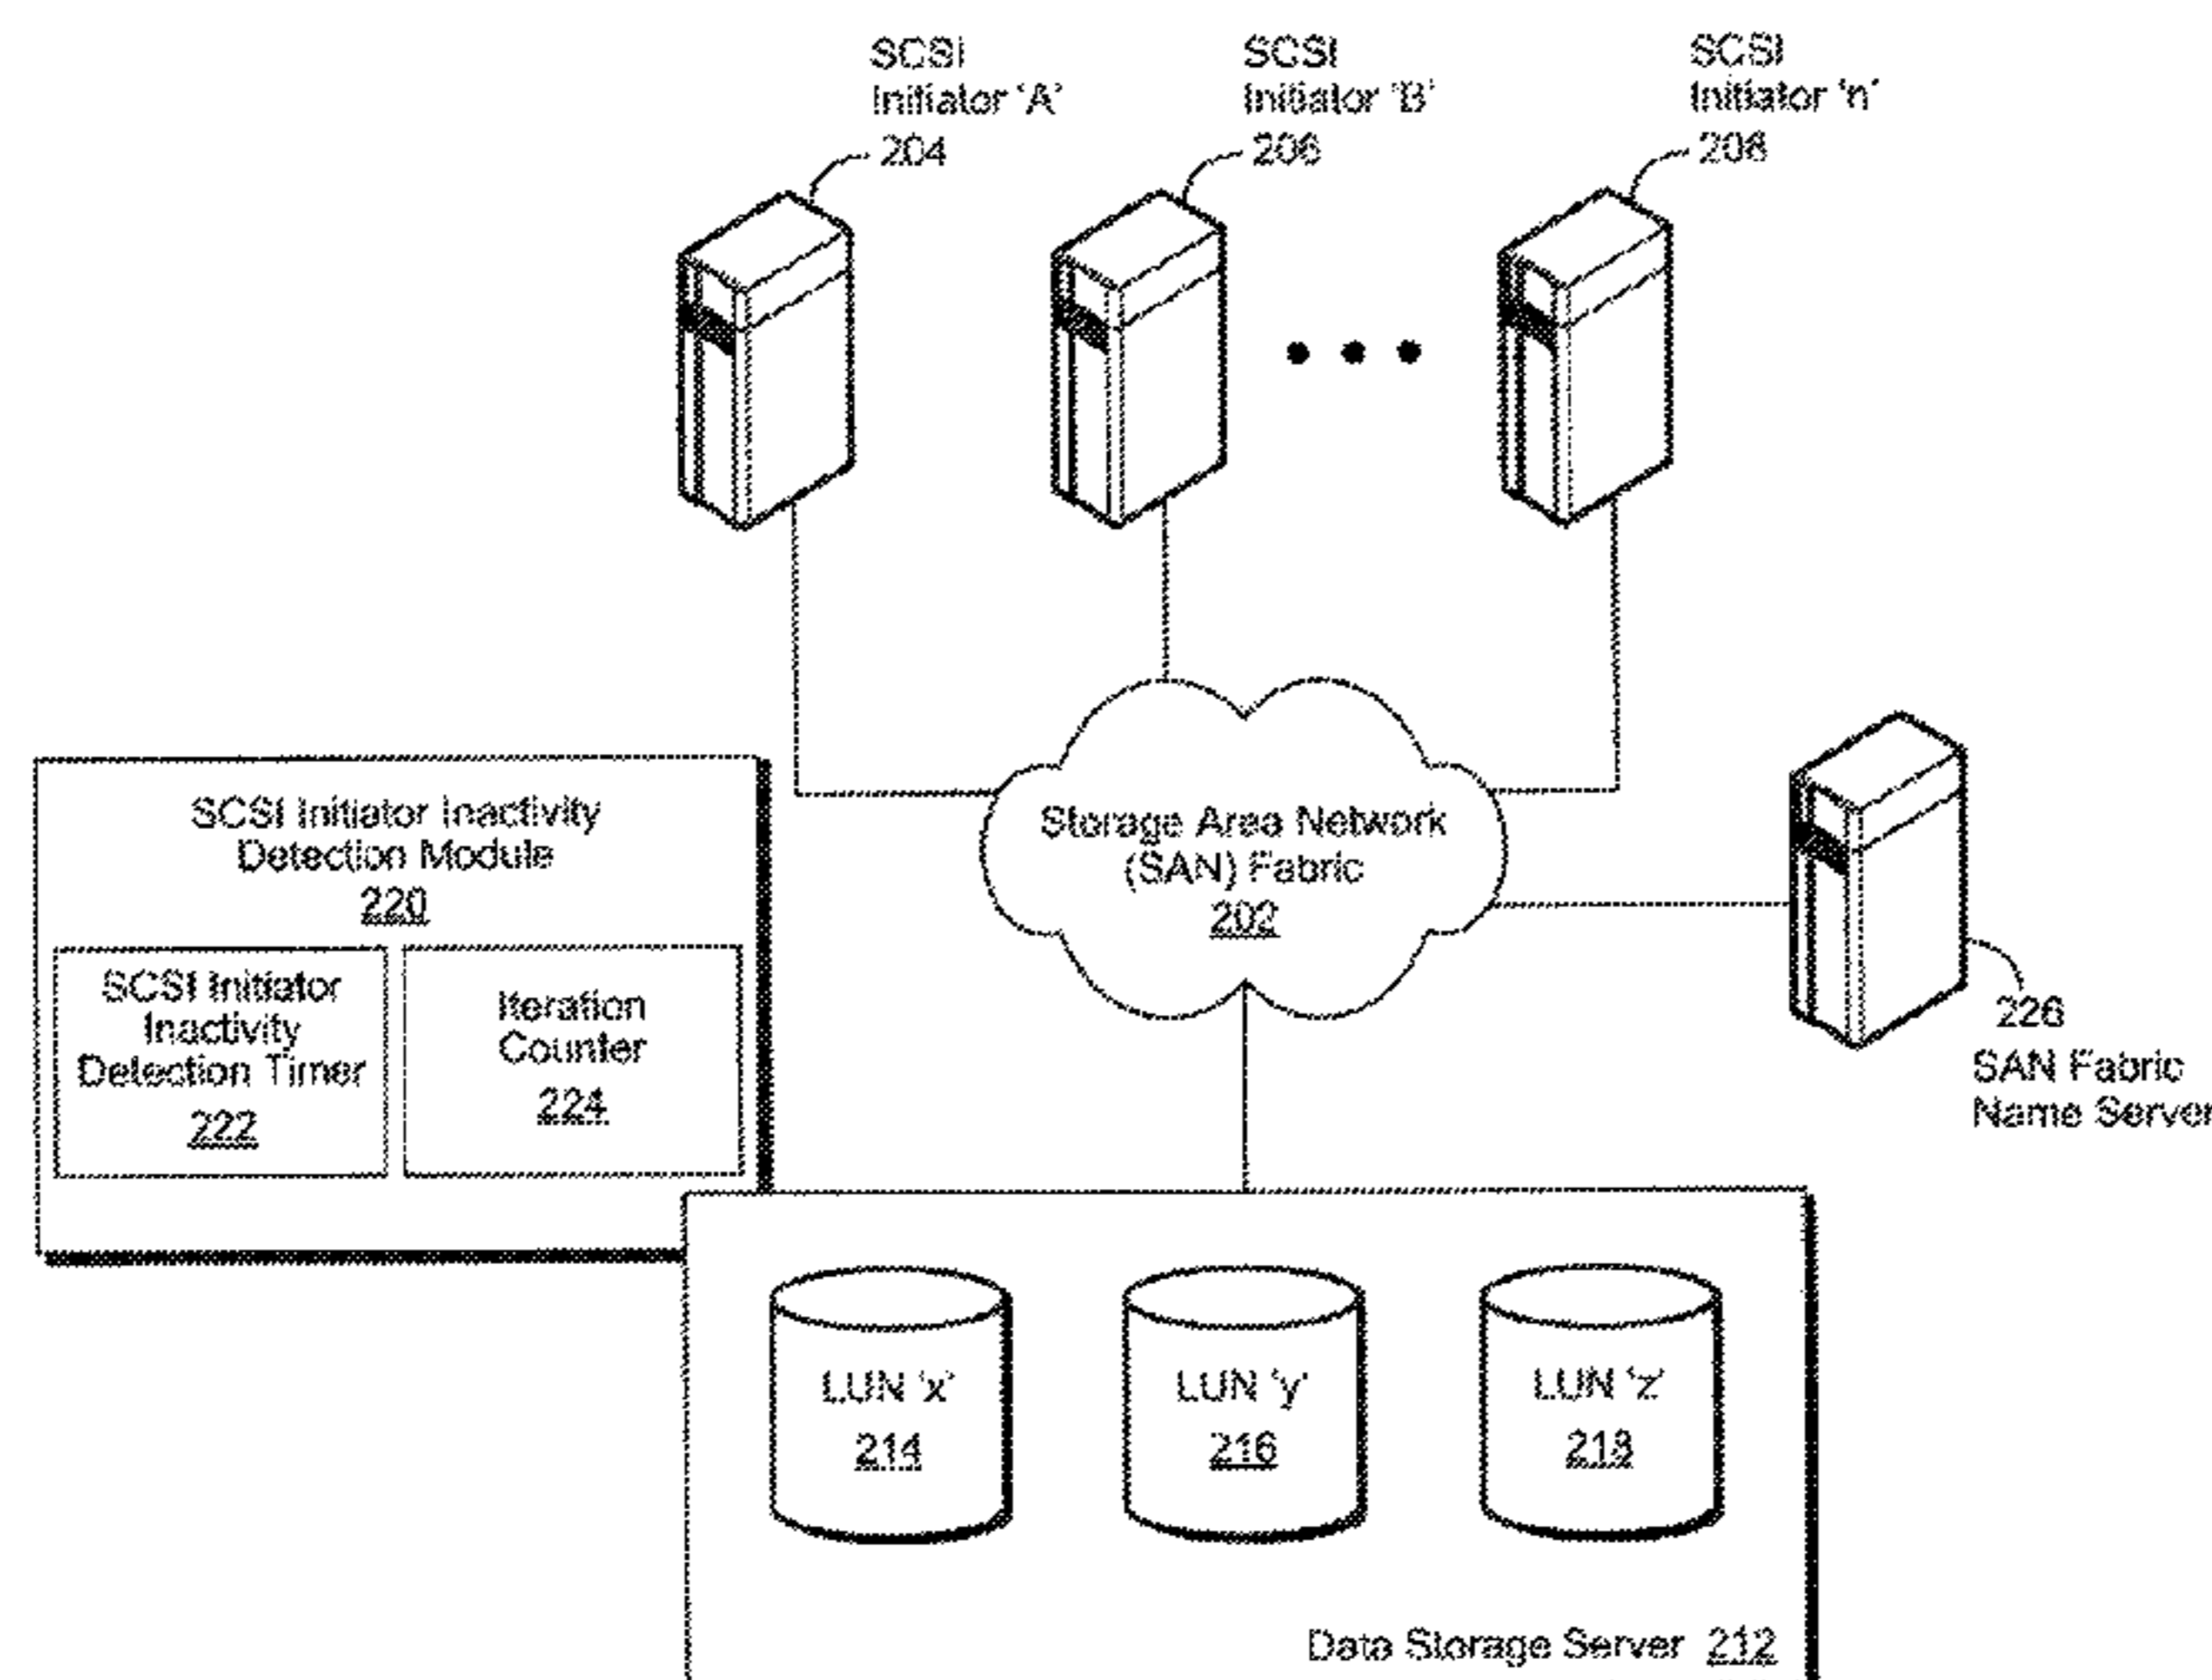 SCSI
Initiator 'A'
204
SCSI
Initiator 'B'
206
SCSI
Initiator 'n'
208
SCSI Initiator Inactivity
Detection Module
220
SCSI Initiator
Inactivity
Detection Timer
222
Iteration
Counter
224
Storage Area Network
(SAN) Fabric
202
226
SAN Fabric
Name Server
LUN 'x'
214
LUN 'y'
216
LUN 'z'
218
Data Storage Server 212